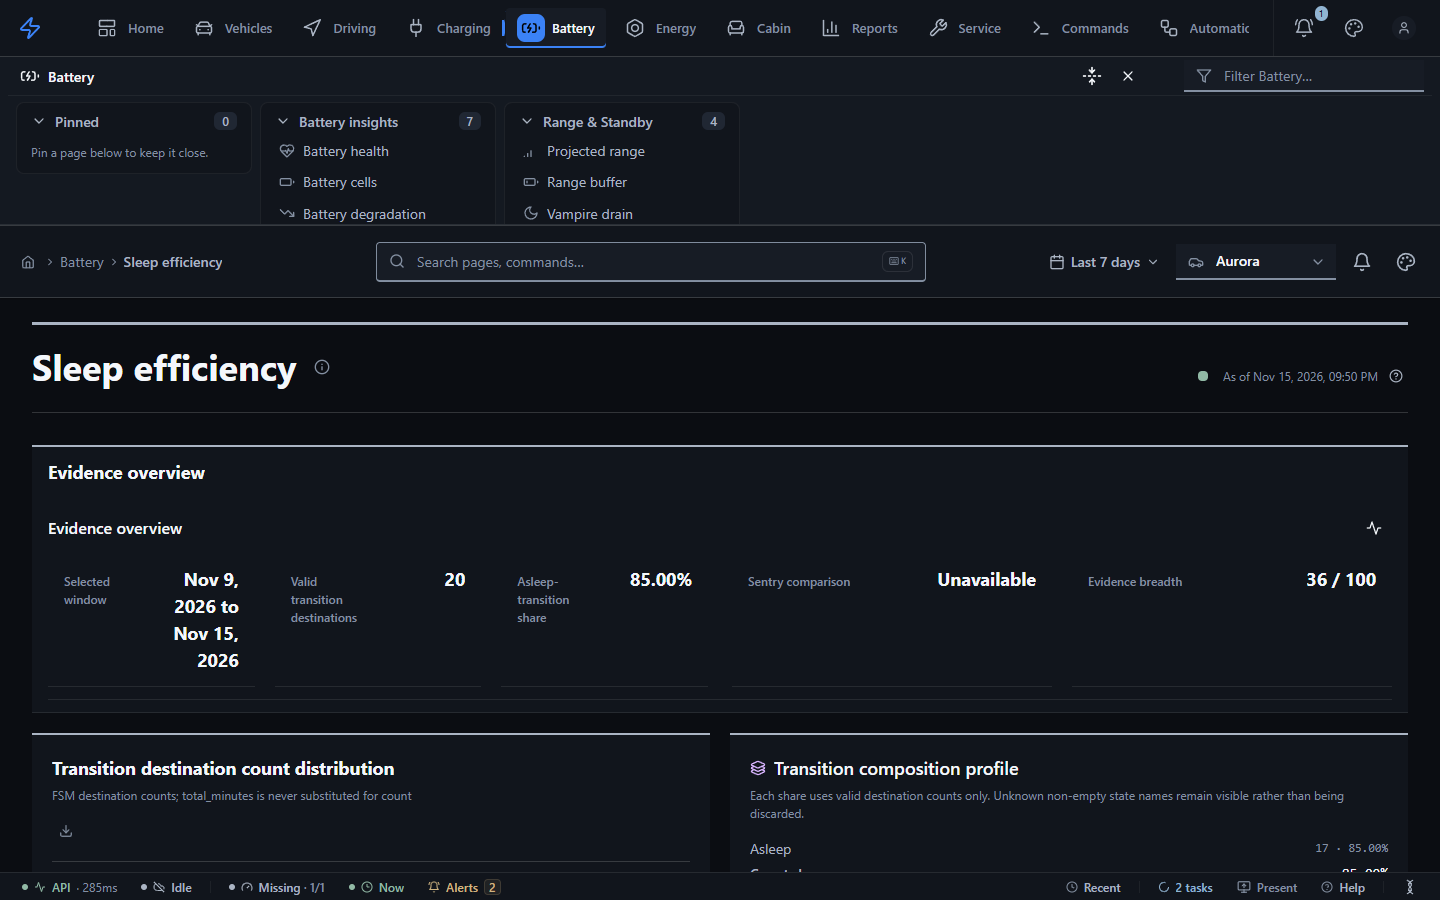 Home
Vehicles
Driving
Charging
Battery
Energy
Cabin
Reports
Service
Commands
Automatic
1
Battery
Filter Battery...
Pinned 0
Pin a page below to keep it close.
Battery insights 7
Battery health
Battery cells
Battery degradation
Range & Standby 4
Projected range
Range buffer
Vampire drain
Battery
Sleep efficiency
Search pages, commands...
K
Last 7 days
Aurora
Sleep efficiency
As of Nov 15, 2026, 09:50 PM
Evidence overview
Evidence overview
Selected
window
Nov 9,
2026 to
Nov 15,
2026
Valid
transition
destinations
20
Asleep-
transition
share
85.00%
Sentry comparison
Unavailable
Evidence breadth
36 / 100
Transition destination count distribution
FSM destination counts; total_minutes is never substituted for count
Transition composition profile
Each share uses valid destination counts only. Unknown non-empty state names remain visible rather than being
discarded.
Asleep
17 · 85.00%
API · 285ms
Idle
Missing · 1/1
Now
Alerts 2
Recent
2 tasks
Present
Help